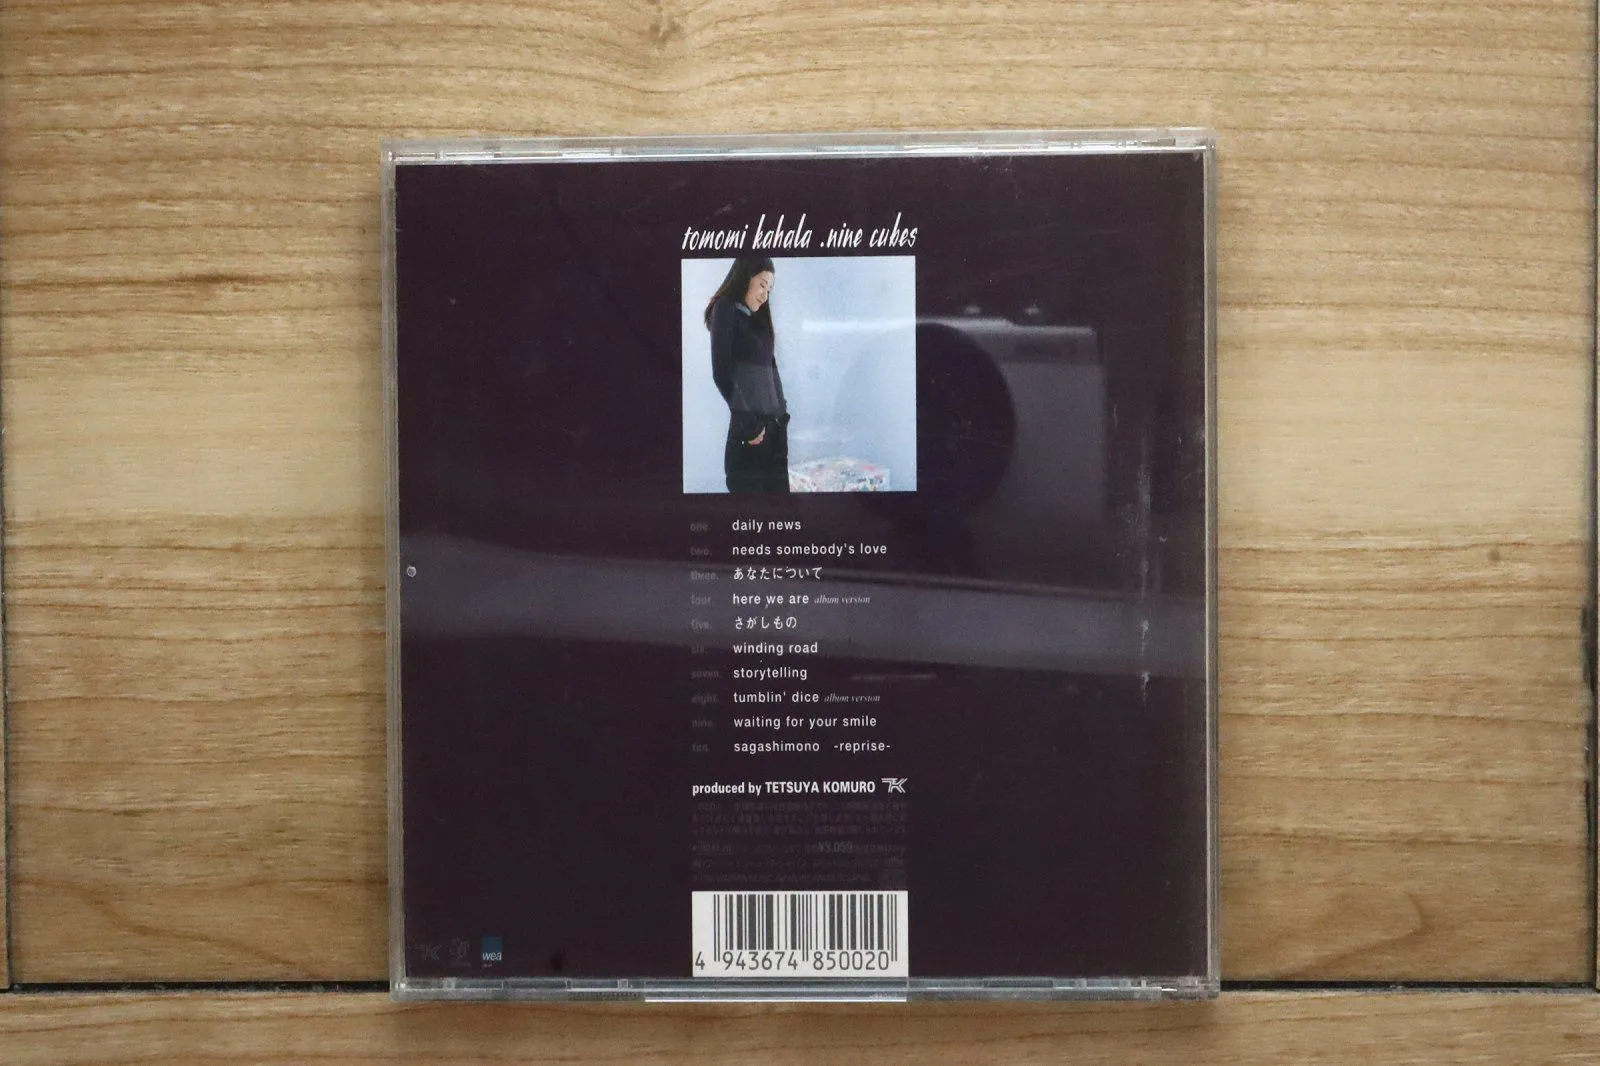 tomomi kahala .nine cubes
one. daily news
two. needs somebody's love
three. あなたについて
four. here we are album version
five. さがしもの
six. winding road
seven. storytelling
eight. tumblin' dice album version
nine. waiting for your smile
ten. sagashimono -reprise-
produced by TETSUYA KOMURO TK
¥3,059
4 943674 850020
wea